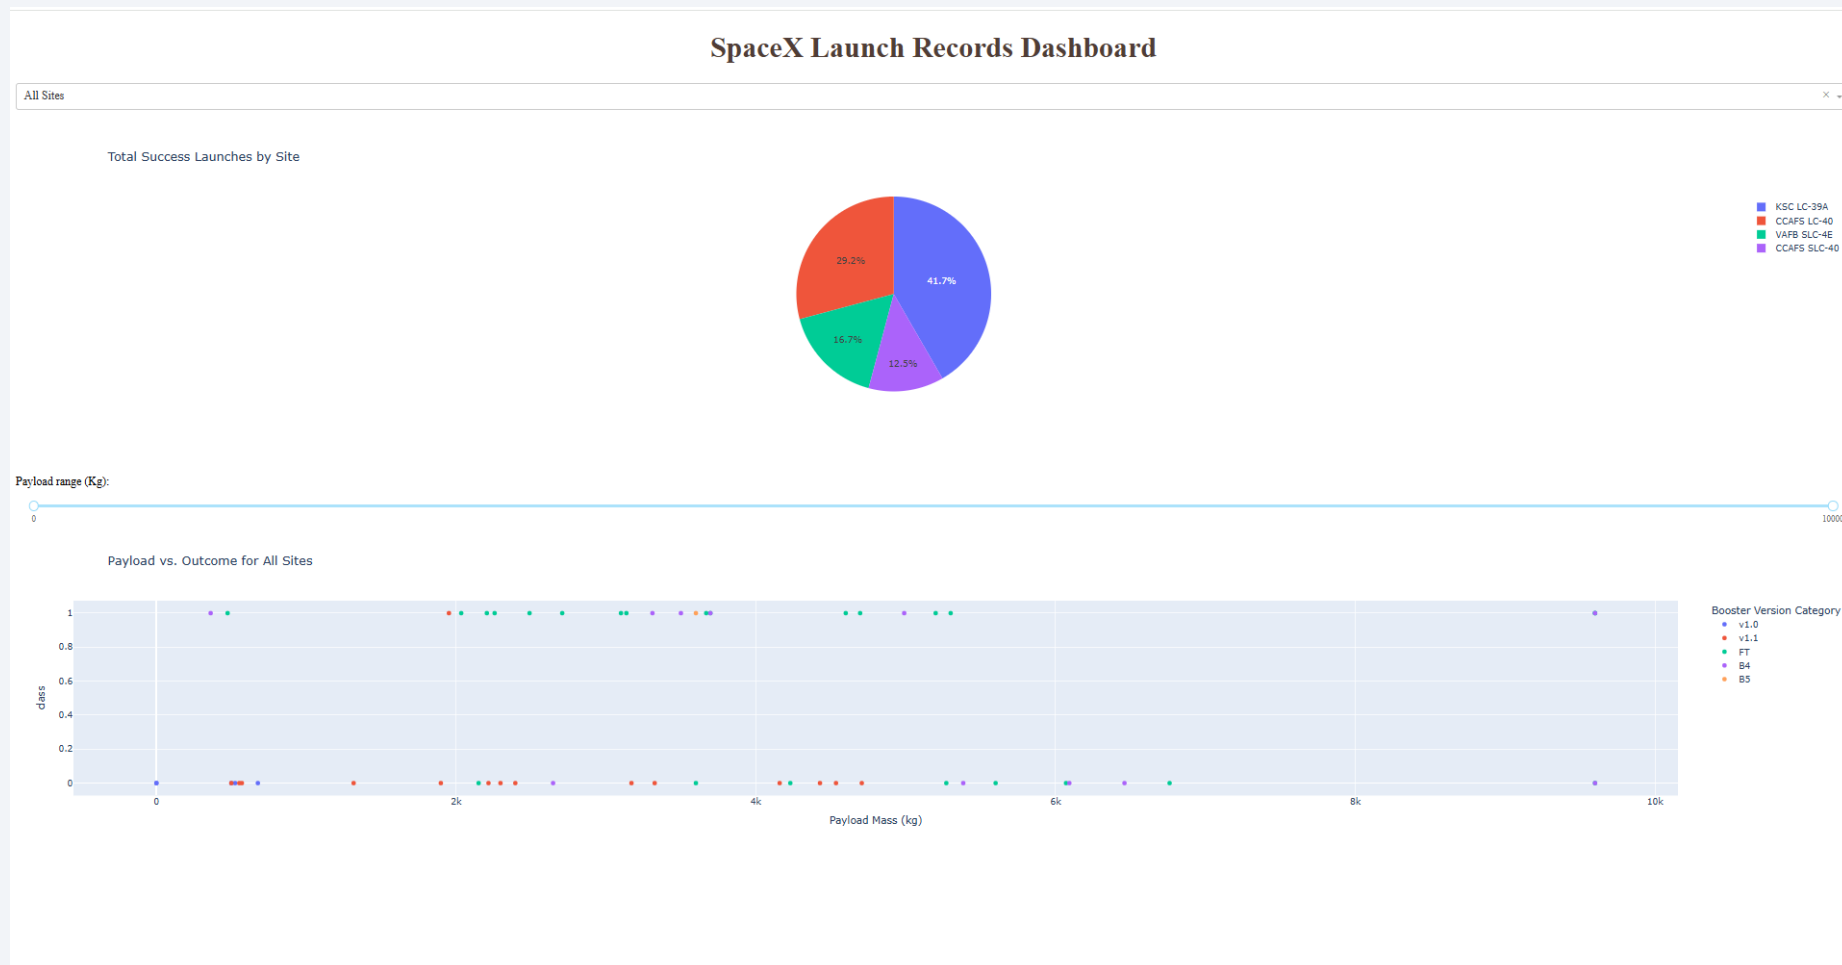 SpaceX Launch Records Dashboard
All Sites
Total Success Launches by Site
KSC LC-39A
CCAFS LC-40
VAFB SLC-4E
CCAFS SLC-40
29.2%
41.7%
16.7%
12.5%
Payload range (Kg):
0
10000
Payload vs. Outcome for All Sites
Booster Version Category
v1.0
v1.1
FT
B4
B5
1
0.8
0.6
0.4
0.2
0
class
0 2k 4k 6k 8k 10k
Payload Mass (kg)